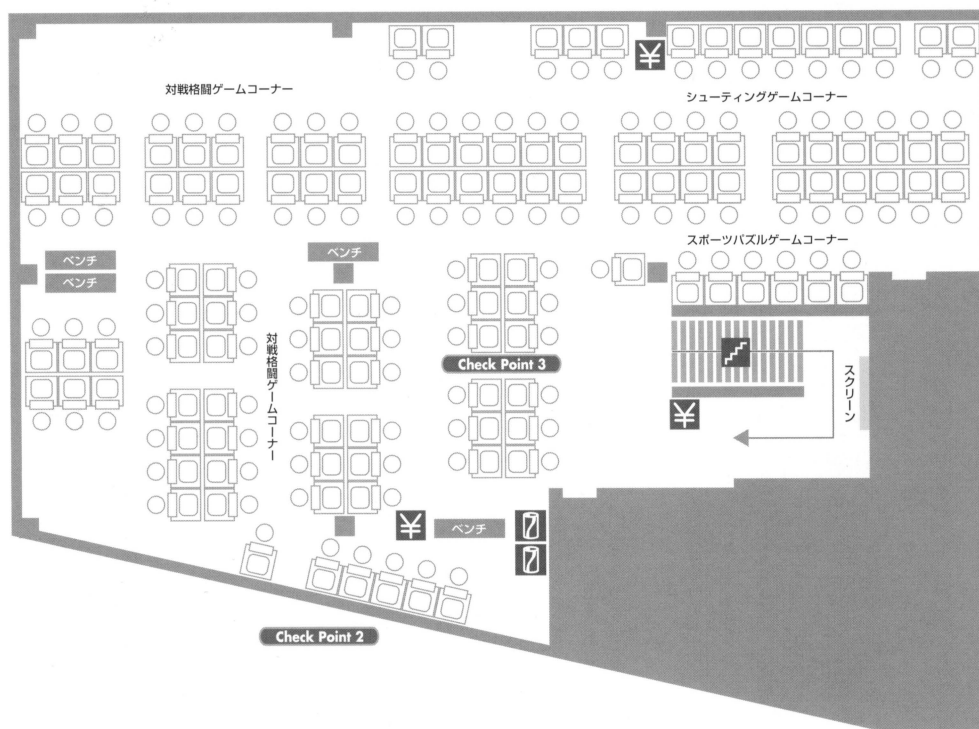 ¥
対戦格闘ゲームコーナー
シューティングゲームコーナー
スポーツパズルゲームコーナー
ベンチ
ベンチ
ベンチ
対戦格闘ゲームコーナー
Check Point 3
スクリーン
¥
¥
ベンチ
Check Point 2